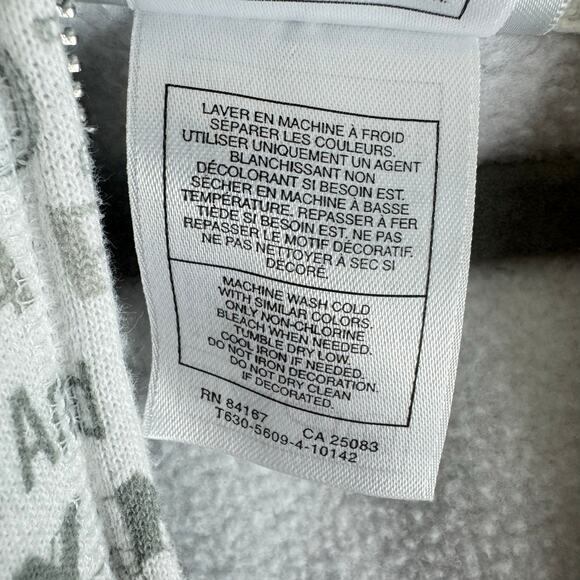 LAVER EN MACHINE À FROID
SÉPARER LES COULEURS.
UTILISER UNIQUEMENT UN AGENT
BLANCHISSANT NON
DÉCOLORANT SI BESOIN EST.
SÉCHER EN MACHINE À BASSE
TEMPÉRATURE. REPASSER À FER
TIÈDE SI BESOIN EST. NE PAS
REPASSER LE MOTIF DÉCORATIF.
NE PAS NETTOYER A SEC SI
DÉCORÉ.
MACHINE WASH COLD
WITH SIMILAR COLORS.
ONLY NON-CHLORINE
BLEACH WHEN NEEDED.
TUMBLE DRY LOW.
COOL IRON IF NEEDED.
DO NOT IRON DECORATION.
DO NOT DRY CLEAN
IF DECORATED.
RN 84167 CA 25083
T630-5609-4-10142